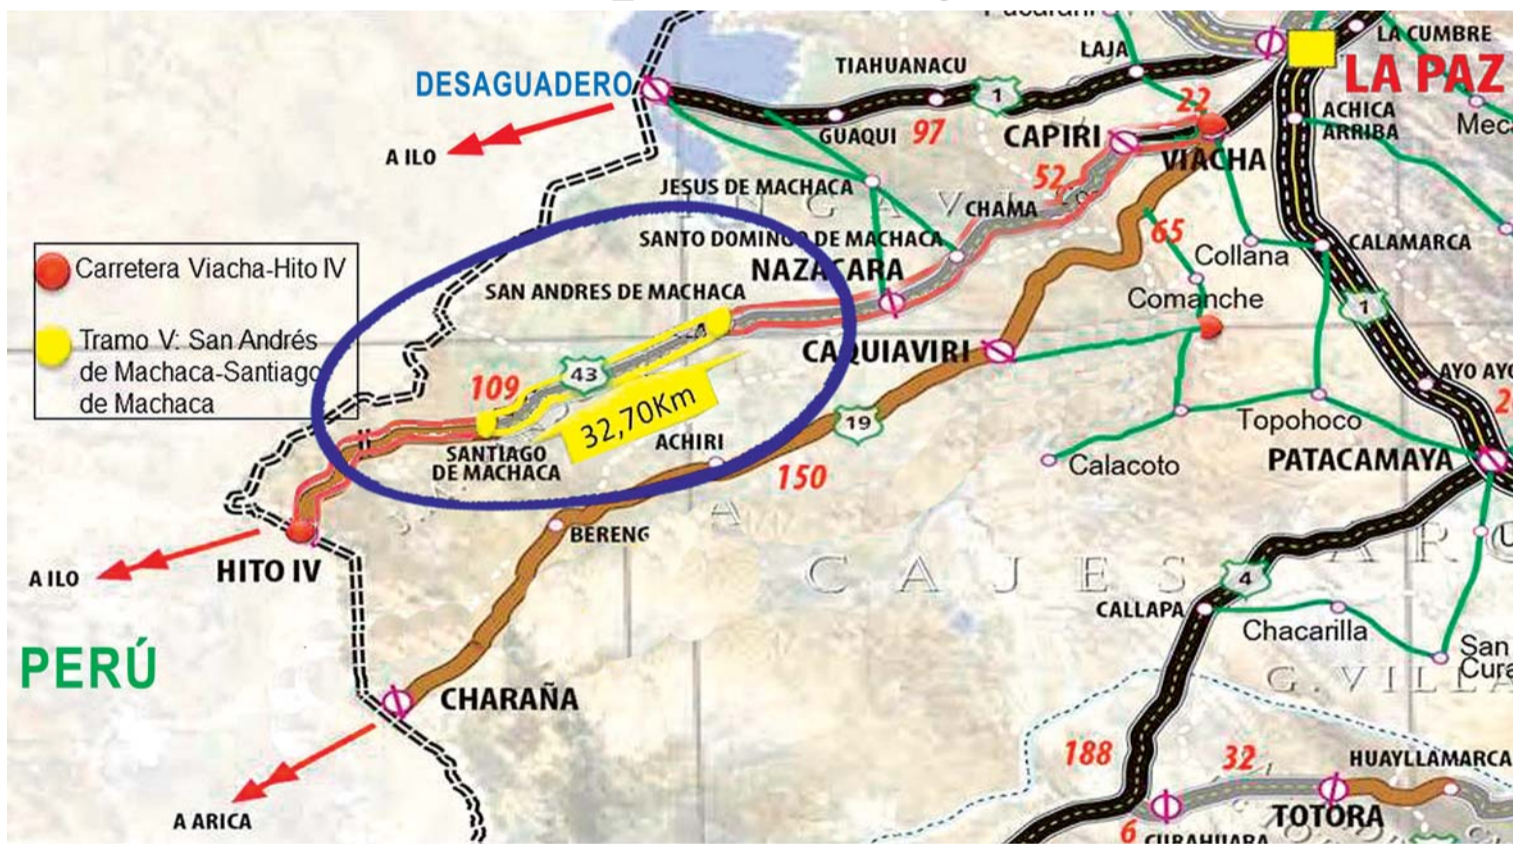 LA CUMBRE
LAJA
LA PAZ
TIAHUANACU
DESAGUADERO
1
22
ACHICA
ARRIBA
GUAQUI
97
CAPIRI
VIACHA
A ILO
52
JESUS DE MACHACA
CHAMA
65
SANTO DOMINGO DE MACHACA
Collana
CALAMARCA
Carretera Viacha-Hito IV
NAZACARA
SAN ANDRES DE MACHACA
Comanche
1
Tramo V: San Andrés
de Machaca-Santiago
de Machaca
CAQUIAVIRI
43
109
32,70Km
19
Topohoco
ACHIRI
SANTIAGO
DE MACHACA
150
Calacoto
PATACAMAYA
BERENG
A
CAJES
A ILO
HITO IV
4
CALLAPA
Chacarilla
San
PERÚ
CHARAÑA
188
32
HUAYLLAMARCA
A ARICA
TOTORA
6
CURAHUARA